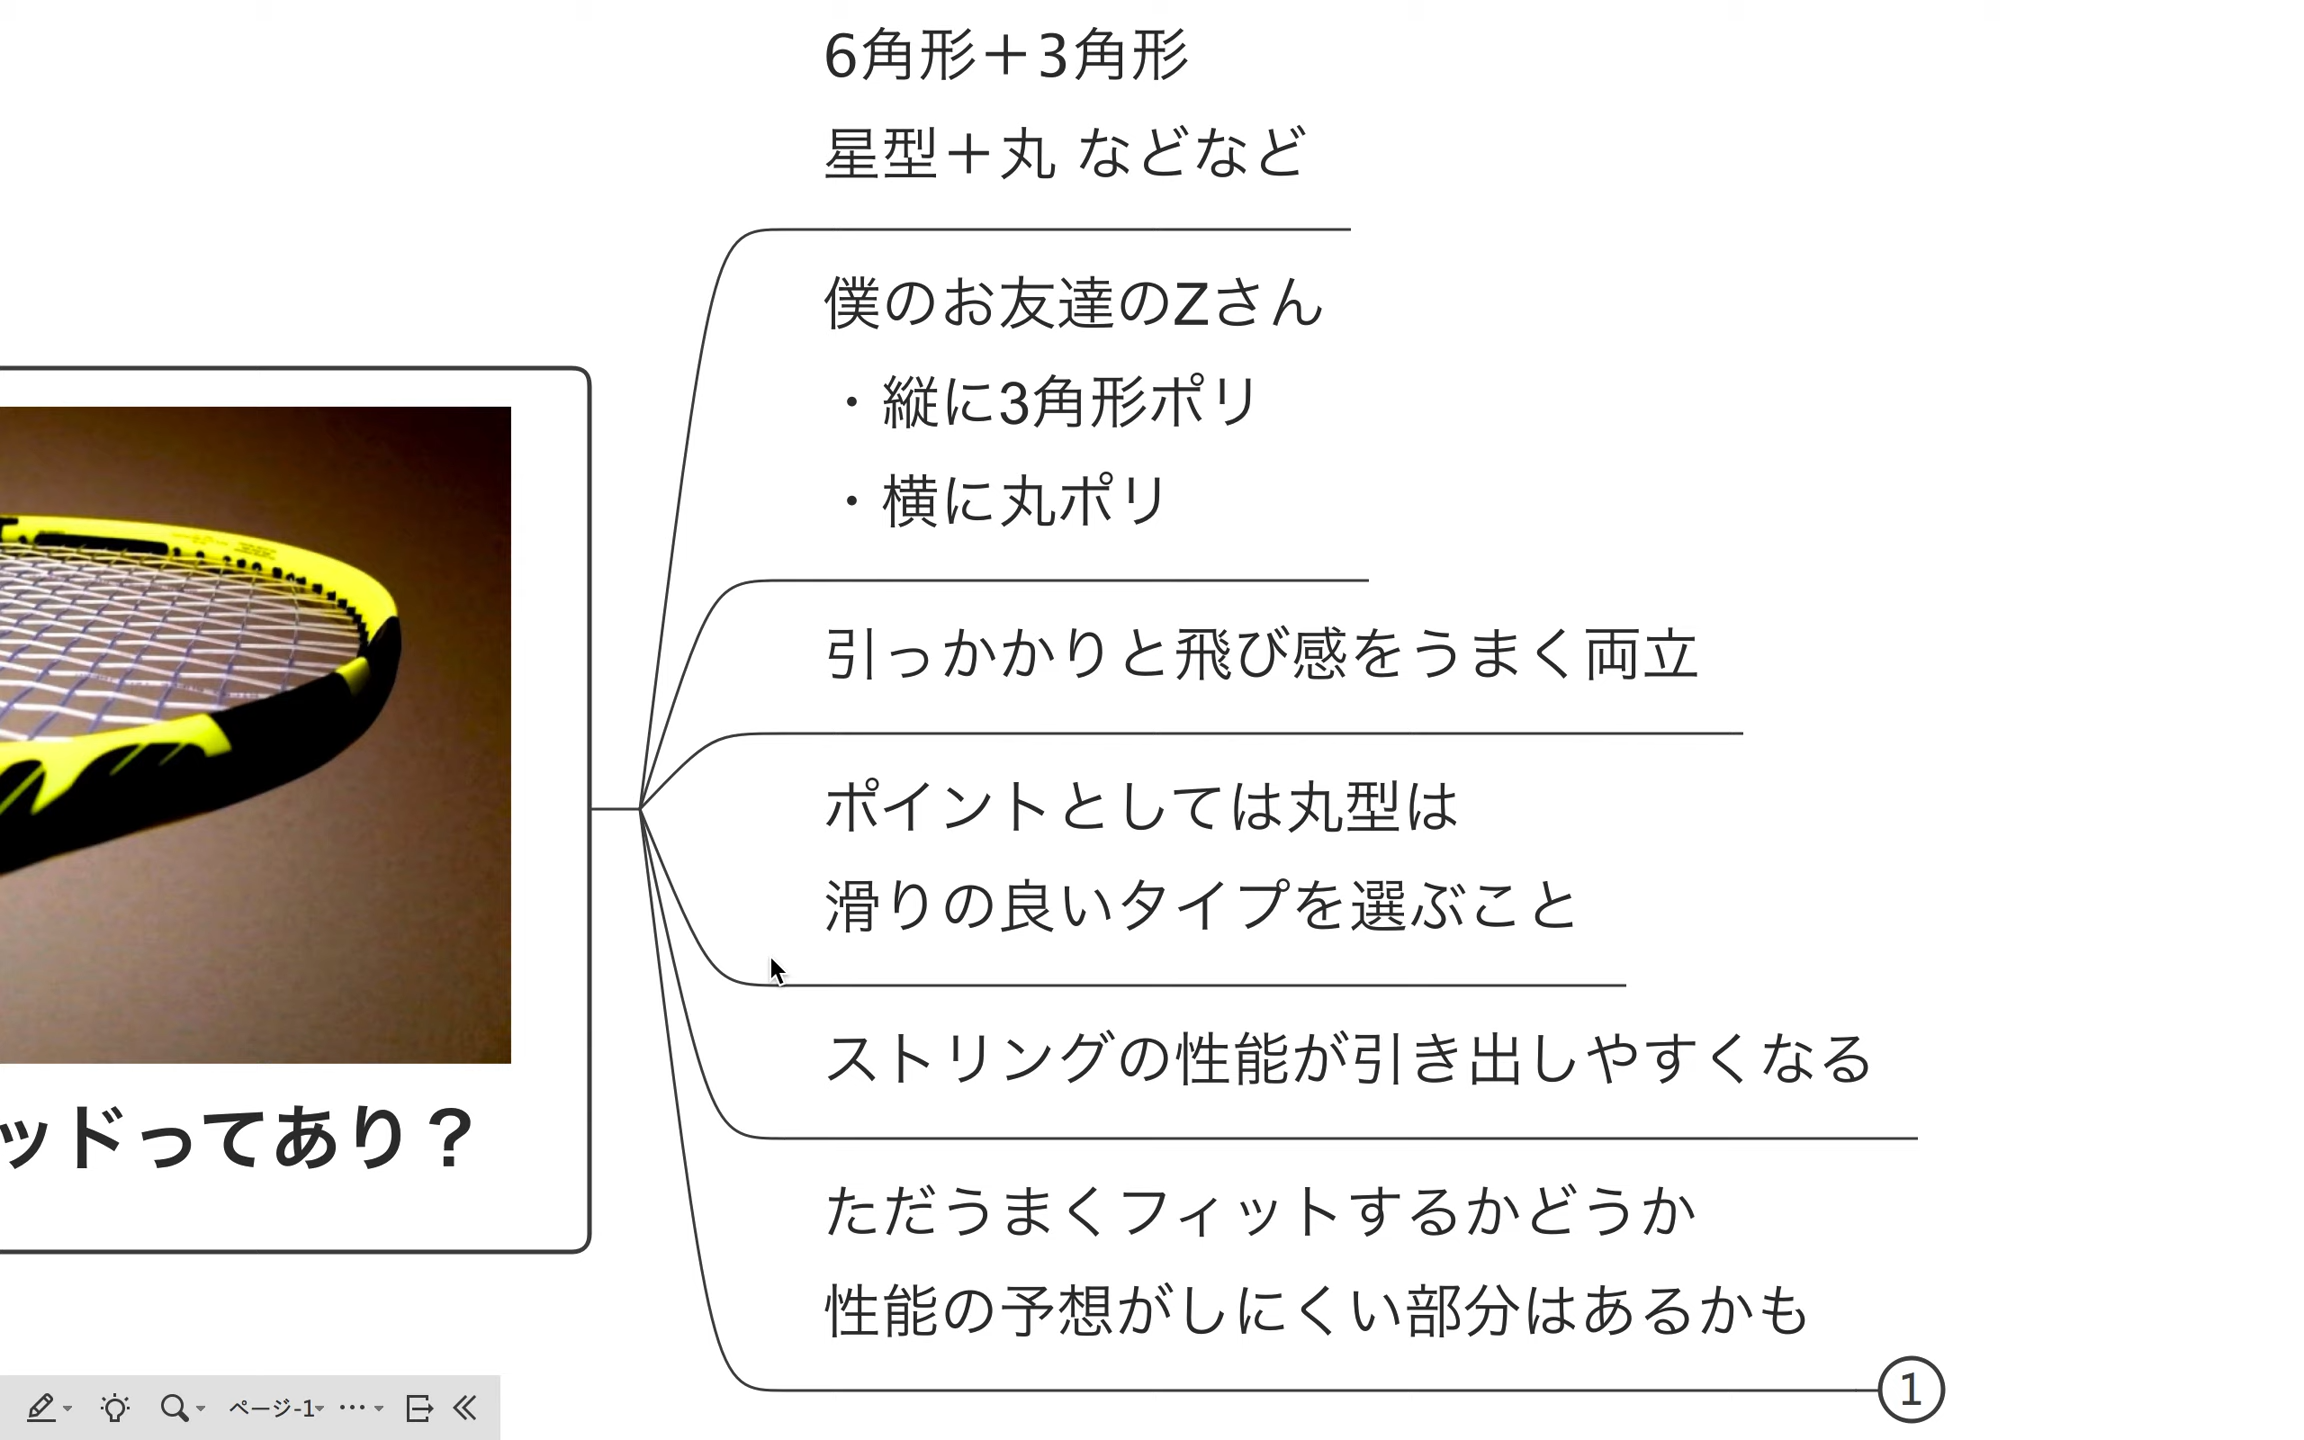 6角形＋3角形
星型＋丸 などなど
僕のお友達のZさん
・縦に3角形ポリ
・横に丸ポリ
引っかかりと飛び感をうまく両立
ポイントとしては丸型は
滑りの良いタイプを選ぶこと
ストリングの性能が引き出しやすくなる
ただうまくフィットするかどうか
性能の予想がしにくい部分はあるかも
1
ッドってあり？
ページ-1